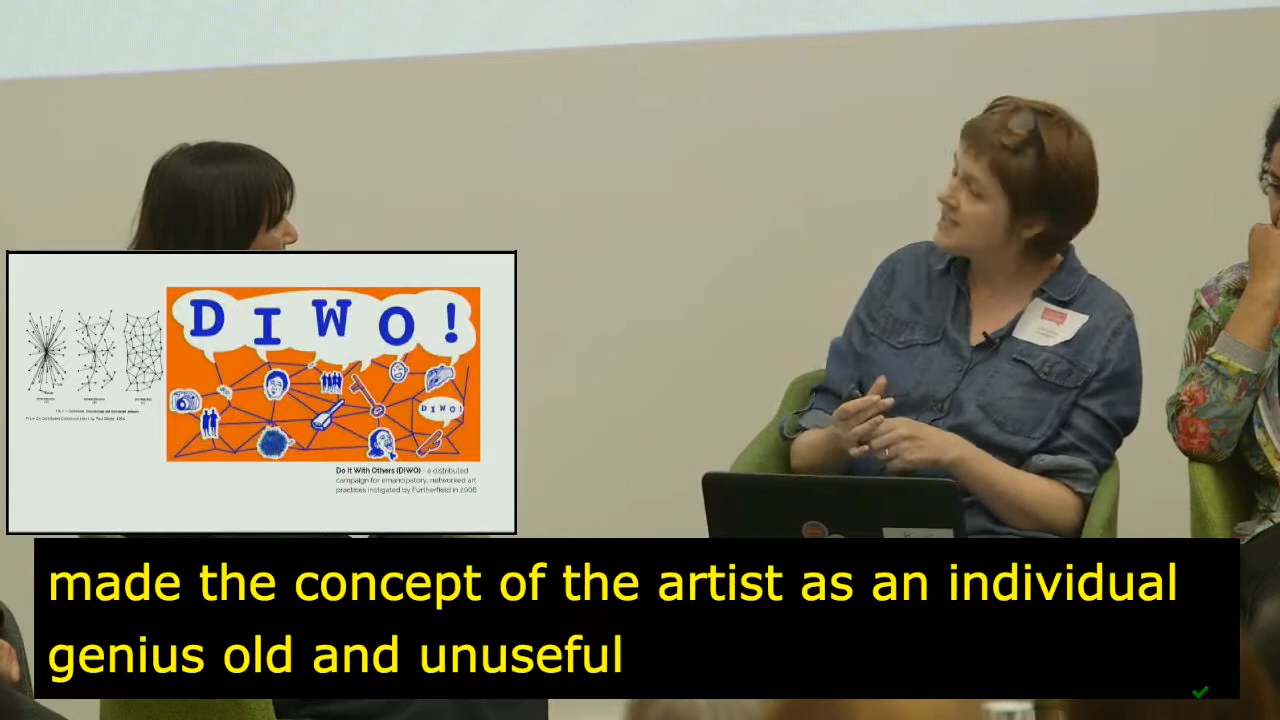 DIWO!
DIWO!
Do It With Others (DIWO) - a distributed
campaign for emancipatory, networked art
practices instigated by Furtherfield in 2006
made the concept of the artist as an individual
genius old and unuseful